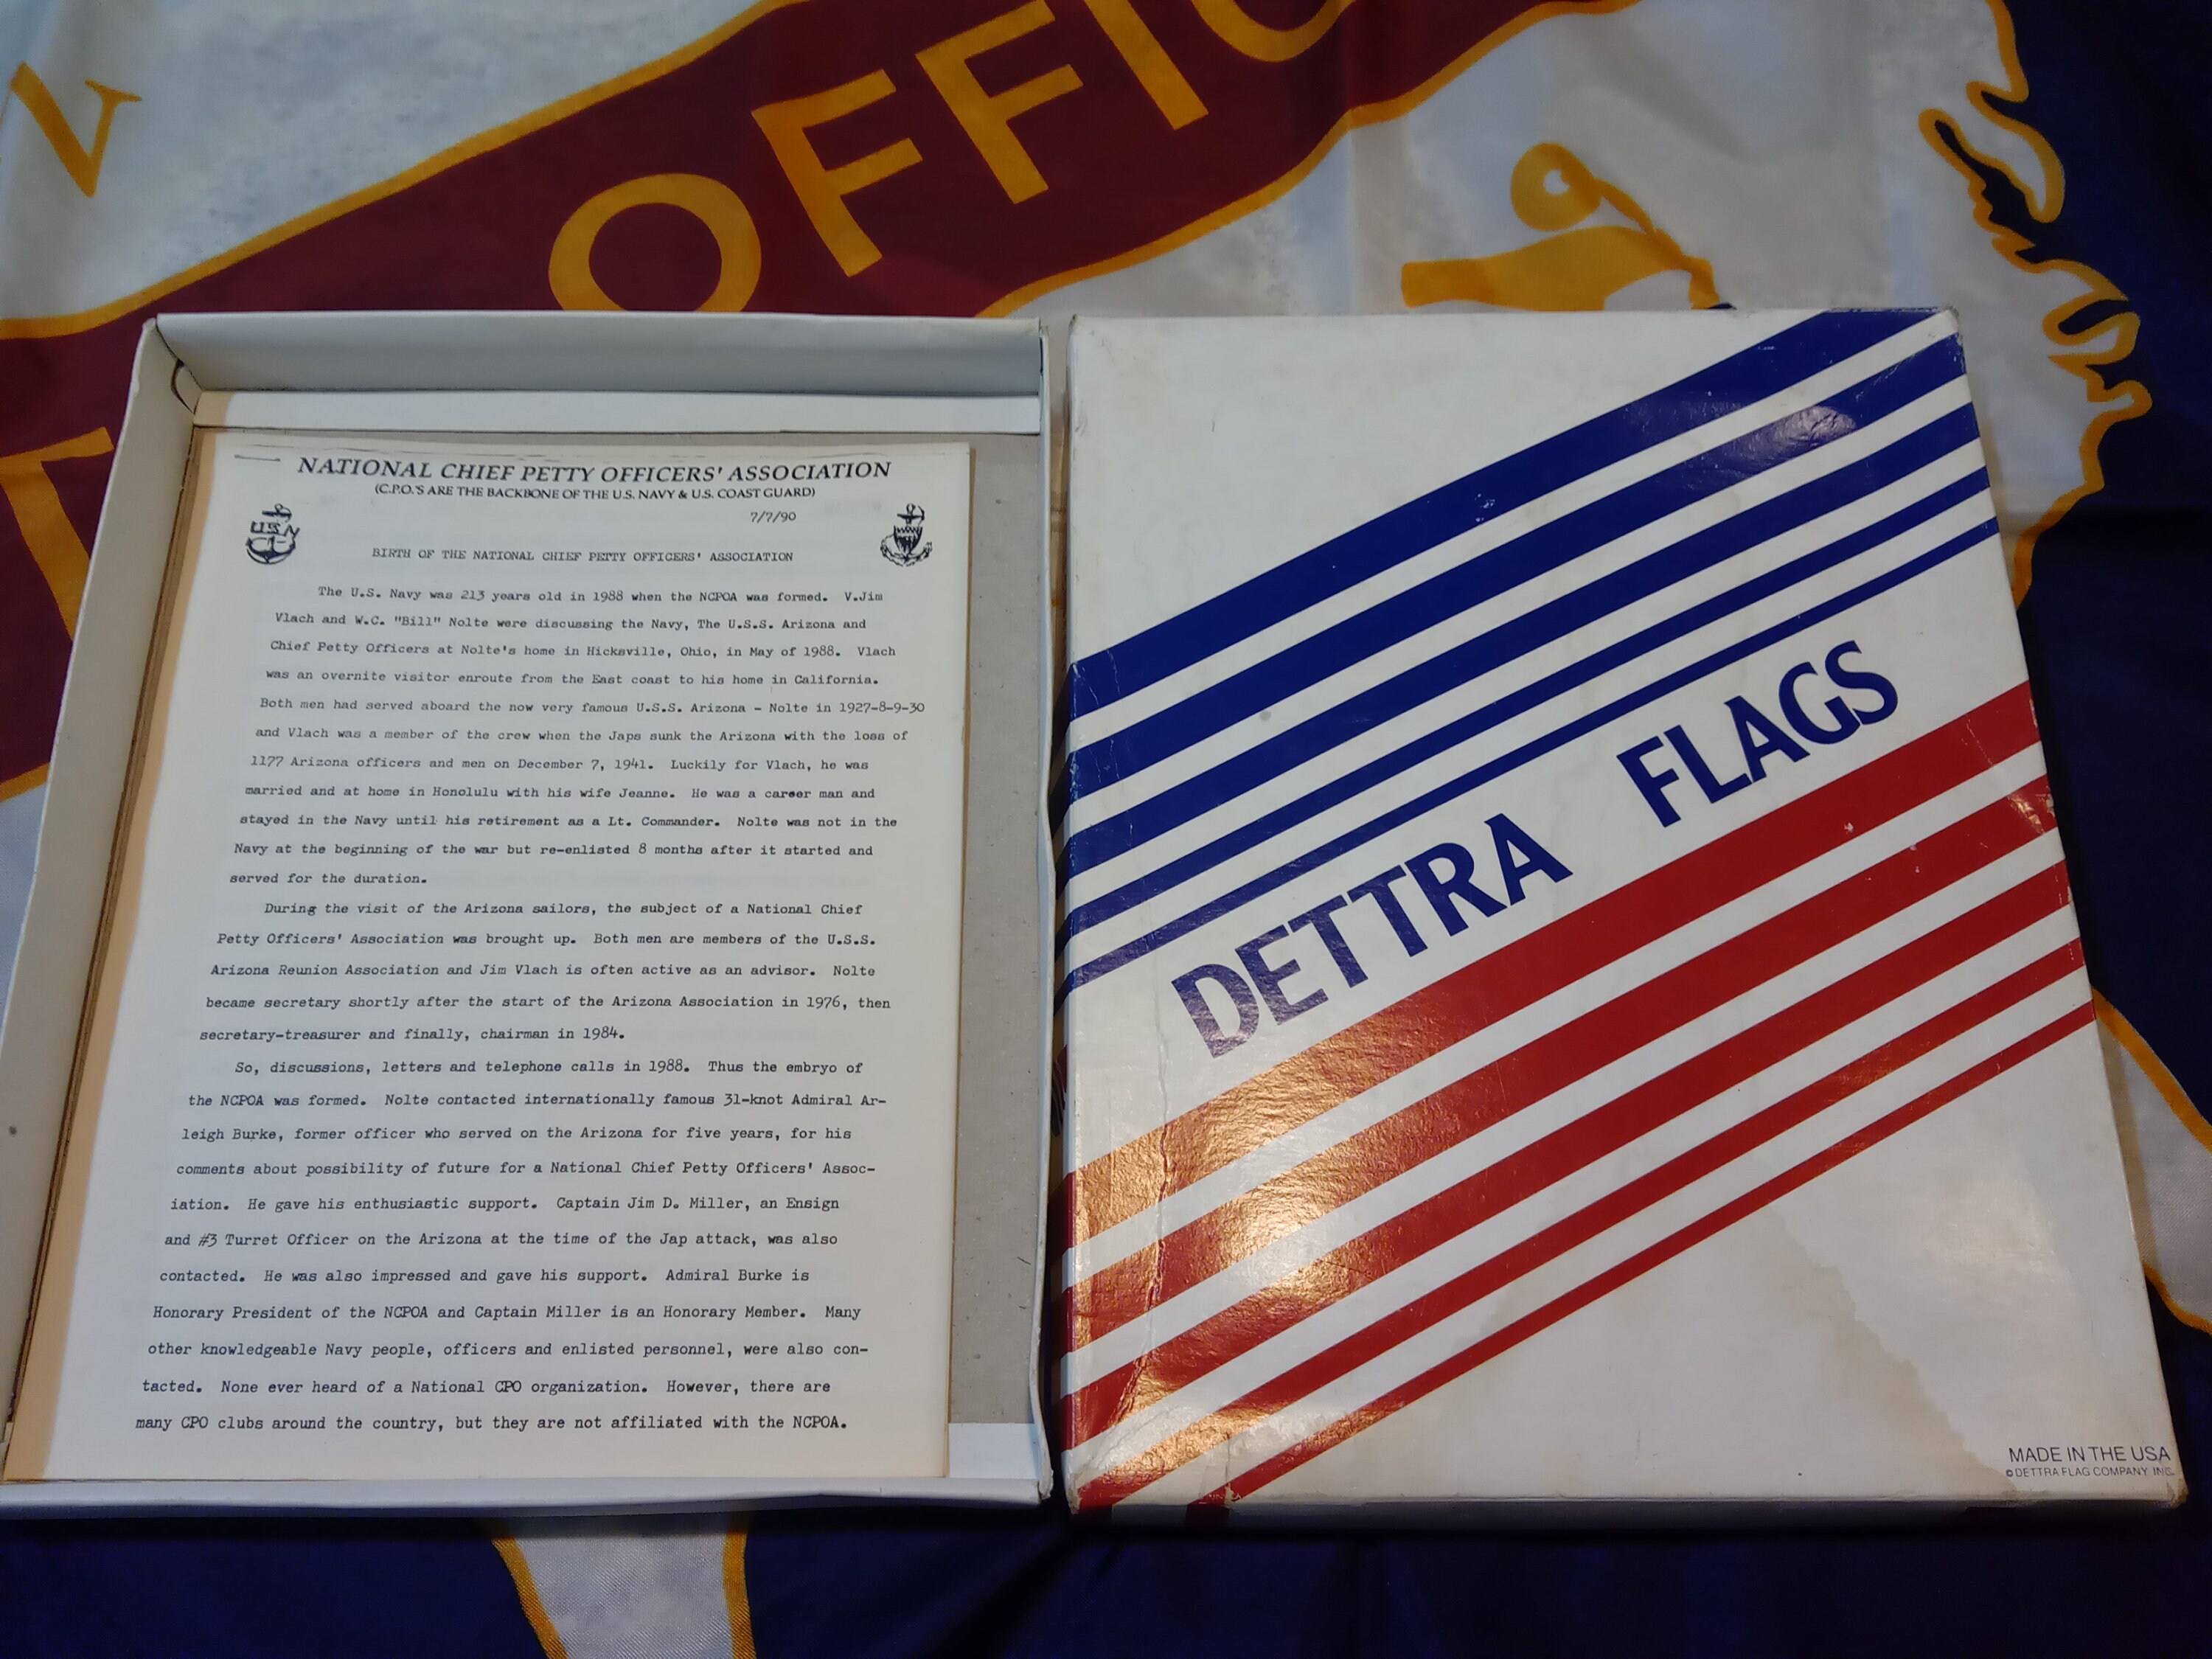 OFFIC
NATIONAL CHIEF PETTY OFFICERS' ASSOCIATION
(C.P.O.'S ARE THE BACKBONE OF THE U.S. NAVY & U.S. COAST GUARD)
7/7/90
USN
BIRTH OF THE NATIONAL CHIEF PETTY OFFICERS' ASSOCIATION
The U.S. Navy was 213 years old in 1988 when the NCPOA was formed. V.Jim
Vlach and W.C. "Bill" Nolte were discussing the Navy, The U.S.S. Arizona and
Chief Petty Officers at Nolte's home in Hicksville, Ohio, in May of 1988. Vlach
was an overnite visitor enroute from the East coast to his home in California.
Both men had served aboard the now very famous U.S.S. Arizona - Nolte in 1927-8-9-30
and Vlach was a member of the crew when the Japs sunk the Arizona with the loss of
1177 Arizona officers and men on December 7, 1941. Luckily for Vlach, he was
married and at home in Honolulu with his wife Jeanne. He was a career man and
stayed in the Navy until his retirement as a Lt. Commander. Nolte was not in the
Navy at the beginning of the war but re-enlisted 8 months after it started and
served for the duration.
During the visit of the Arizona sailors, the subject of a National Chief
Petty Officers' Association was brought up. Both men are members of the U.S.S.
Arizona Reunion Association and Jim Vlach is often active as an advisor. Nolte
became secretary shortly after the start of the Arizona Association in 1976, then
secretary-treasurer and finally, chairman in 1984.
So, discussions, letters and telephone calls in 1988. Thus the embryo of
the NCPOA was formed. Nolte contacted internationally famous 31-knot Admiral Ar-
leigh Burke, former officer who served on the Arizona for five years, for his
comments about possibility of future for a National Chief Petty Officers' Assoc-
iation. He gave his enthusiastic support. Captain Jim D. Miller, an Ensign
and #3 Turret Officer on the Arizona at the time of the Jap attack, was also
contacted. He was also impressed and gave his support. Admiral Burke is
Honorary President of the NCPOA and Captain Miller is an Honorary Member. Many
other knowledgeable Navy people, officers and enlisted personnel, were also con-
tacted. None ever heard of a National CPO organization. However, there are
many CPO clubs around the country, but they are not affiliated with the NCPOA.
DETTRA FLAGS
MADE IN THE USA
© DETTRA FLAG COMPANY, INC.